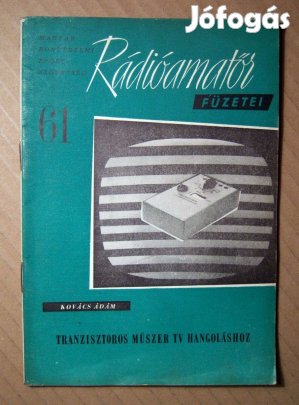 Jófogás
MAGYAR
HONVÉDELMI
SPORT
SZÖVETSÉG
Rádióamatőr
FÜZETEI
61
KOVÁCS ÁDÁM
TRANZISZTOROS MŰSZER TV HANGOLÁSHOZ